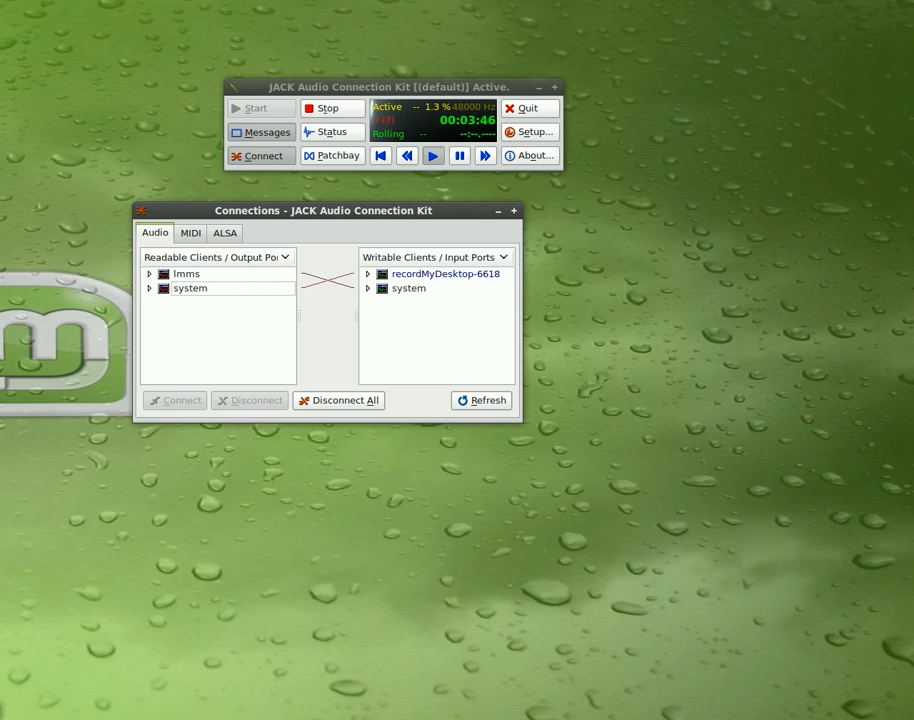 JACK Audio Connection Kit [(default)] Active.
Start Stop Active -- 1.3 % 48000 Hz Quit
Messages Status 7 (7) 00:03:46 Setup...
Rolling -- --:--.----
Connect Patchbay About...
Connections - JACK Audio Connection Kit
Audio MIDI ALSA
Readable Clients / Output Por Writable Clients / Input Ports
lmms recordMyDesktop-6618
system system
Connect Disconnect Disconnect All Refresh